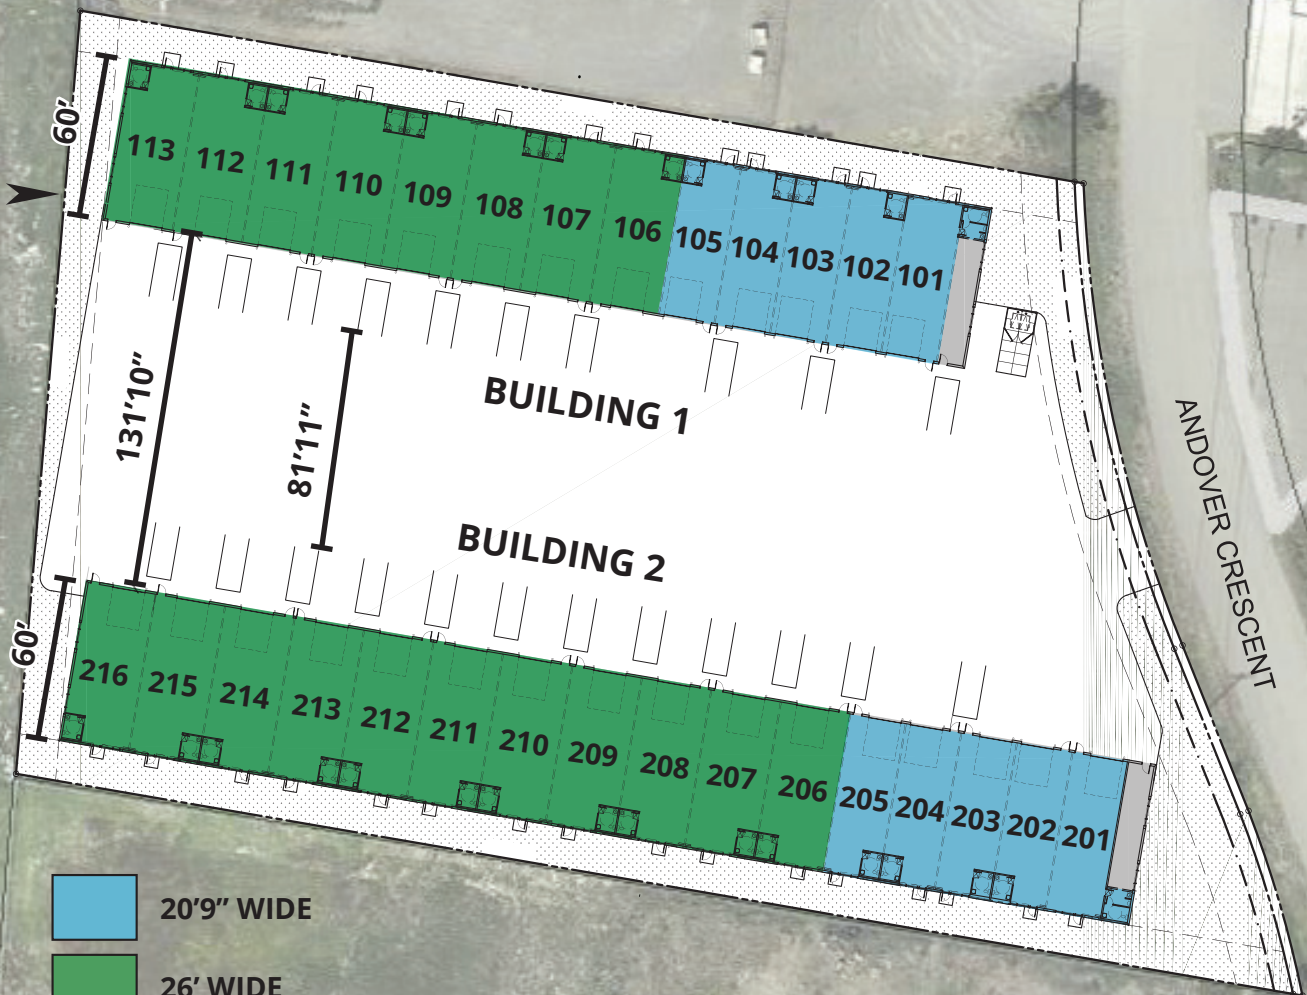 60’
113 112 111 110 109 108 107 106 105 104 103 102 101
131’10”
81’11”
BUILDING 1
BUILDING 2
ANDOVER CRESCENT
60’
216 215 214 213 212 211 210 209 208 207 206 205 204 203 202 201
20’9” WIDE
26’ WIDE